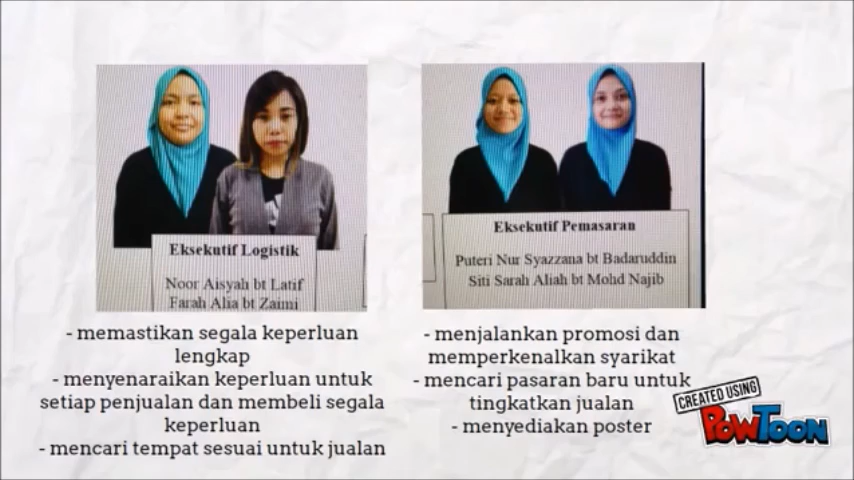 Eksekutif Logistik
Noor Aisyah bt Latif
Farah Alia bt Zaimi
- memastikan segala keperluan
lengkap
- menyenaraikan keperluan untuk
setiap penjualan dan membeli segala
keperluan
- mencari tempat sesuai untuk jualan
Eksekutif Pemasaran
Puteri Nur Syazzana bt Badaruddin
Siti Sarah Aliah bt Mohd Najib
- menjalankan promosi dan
memperkenalkan syarikat
- mencari pasaran baru untuk
tingkatkan jualan
- menyediakan poster
CREATED USING
POWTOON